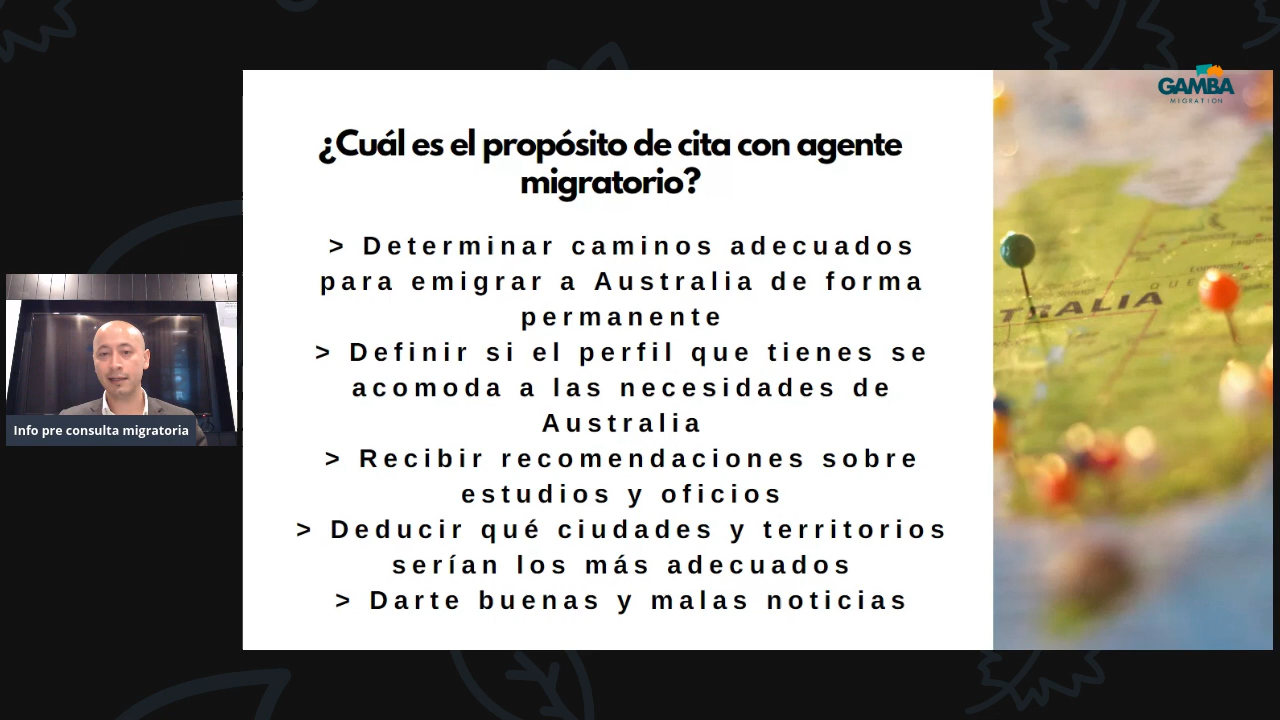 GAMBA
MIGRATION
¿Cuál es el propósito de cita con agente
migratorio?
> Determinar caminos adecuados
para emigrar a Australia de forma
permanente
> Definir si el perfil que tienes se
acomoda a las necesidades de
Australia
> Recibir recomendaciones sobre
estudios y oficios
> Deducir qué ciudades y territorios
serían los más adecuados
> Darte buenas y malas noticias
Info pre consulta migratoria
TRALIA